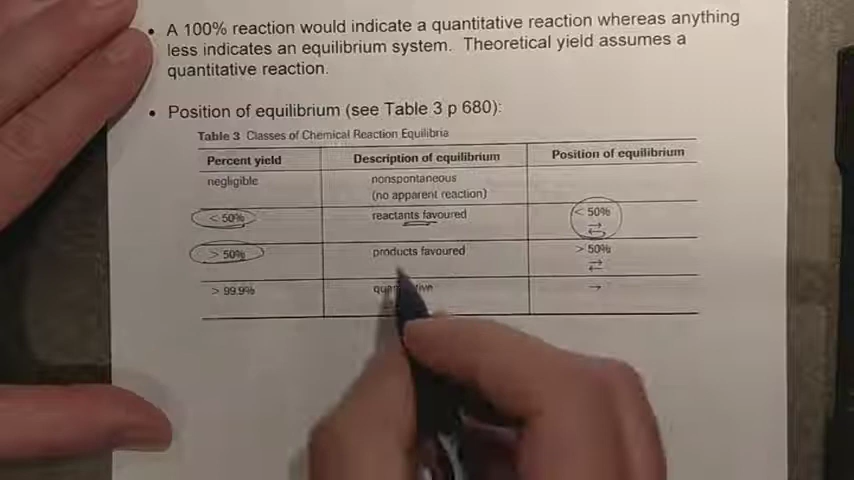 • A 100% reaction would indicate a quantitative reaction whereas anything
less indicates an equilibrium system. Theoretical yield assumes a
quantitative reaction.
• Position of equilibrium (see Table 3 p 680):
Table 3 Classes of Chemical Reaction Equilibria
Percent yield Description of equilibrium Position of equilibrium
negligible nonspontaneous
(no apparent reaction)
< 50% reactants favoured < 50%
⇄
> 50% products favoured > 50%
⇄
> 99.9% →